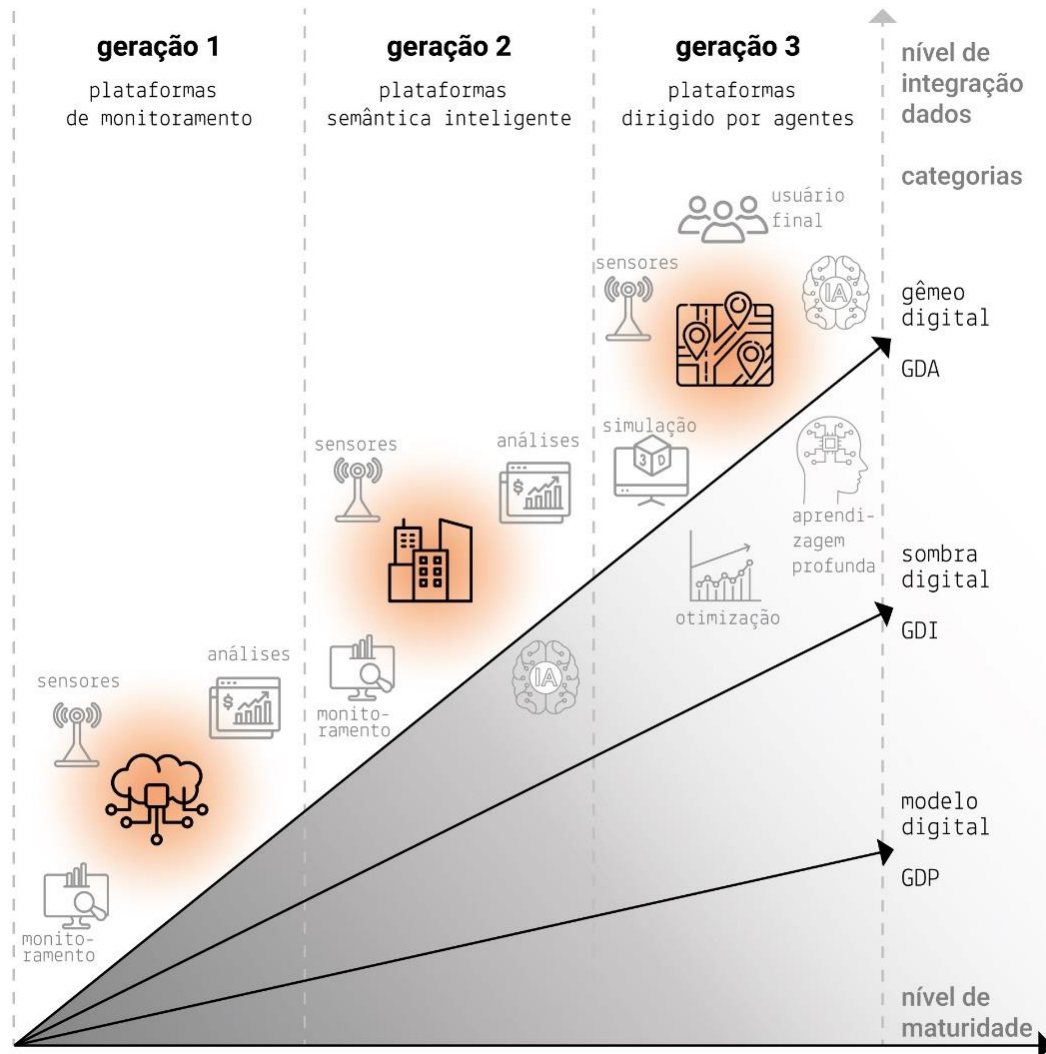 geração 1
plataformas
de monitoramento
geração 2
plataformas
semântica inteligente
geração 3
plataformas
dirigido por agentes
nível de
integração
dados
categorias
usuário
final
sensores
IA
gêmeo
digital
GDA
simulação
3D
aprendi-
zagem
profunda
otimização
sombra
digital
GDI
sensores
análises
$
monito-
ramento
IA
sensores
análises
$
monito-
ramento
modelo
digital
GDP
nível de
maturidade